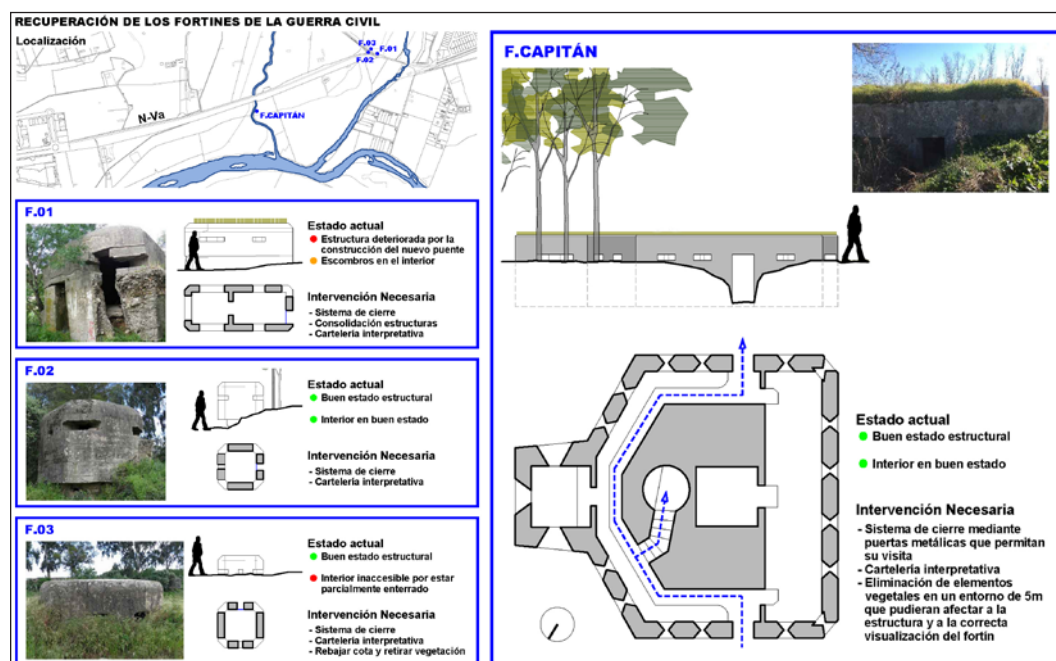 RECUPERACIÓN DE LOS FORTINES DE LA GUERRA CIVIL
Localización
F.03
F.01
F.02
N-Va
F.CAPITÁN
F.01
Estado actual
Estructura deteriorada por la
construcción del nuevo puente
Escombros en el interior
Intervención Necesaria
- Sistema de cierre
- Consolidación estructuras
- Cartelería interpretativa
F.02
Estado actual
Buen estado estructural
Interior en buen estado
Intervención Necesaria
- Sistema de cierre
- Cartelería interpretativa
F.03
Estado actual
Buen estado estructural
Interior inaccesible por estar
parcialmente enterrado
Intervención Necesaria
- Sistema de cierre
- Cartelería interpretativa
- Rebajar cota y retirar vegetación
F.CAPITÁN
Estado actual
Buen estado estructural
Interior en buen estado
Intervención Necesaria
- Sistema de cierre mediante
puertas metálicas que permitan
su visita
- Cartelería interpretativa
- Eliminación de elementos
vegetales en un entorno de 5m
que pudieran afectar a la
estructura y a la correcta
visualización del fortín